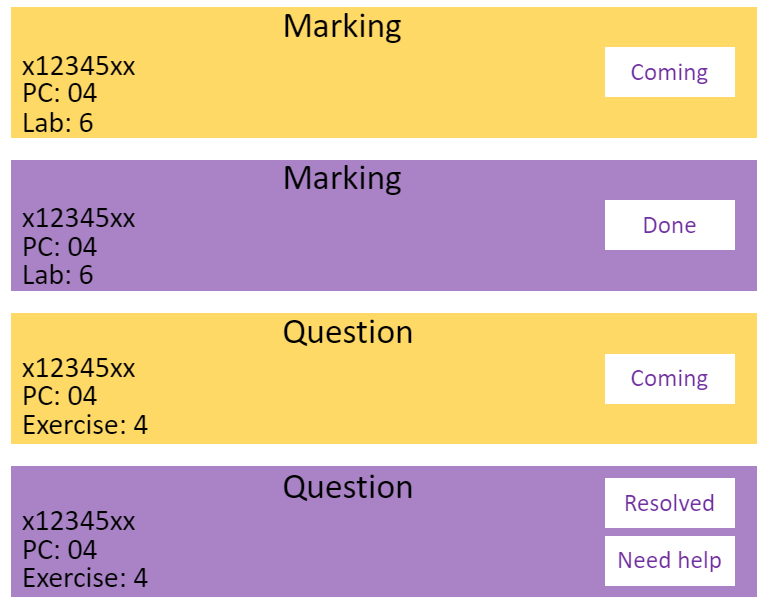 Marking
x12345xx
PC: 04
Lab: 6
Coming
Marking
x12345xx
PC: 04
Lab: 6
Done
Question
x12345xx
PC: 04
Exercise: 4
Coming
Question
x12345xx
PC: 04
Exercise: 4
Resolved
Need help